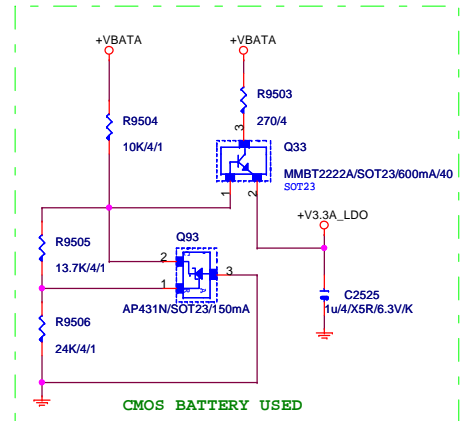 +VBATA
+VBATA
R9503
270/4
R9504
10K/4/1
3
Q33
MMBT2222A/SOT23/600mA/40
SOT23
1
2
+V3.3A_LDO
Q93
R9505
13.7K/4/1
2
C
3
1
R
A
AP431N/SOT23/150mA
C2525
1u/4/X5R/6.3V/K
R9506
24K/4/1
CMOS BATTERY USED